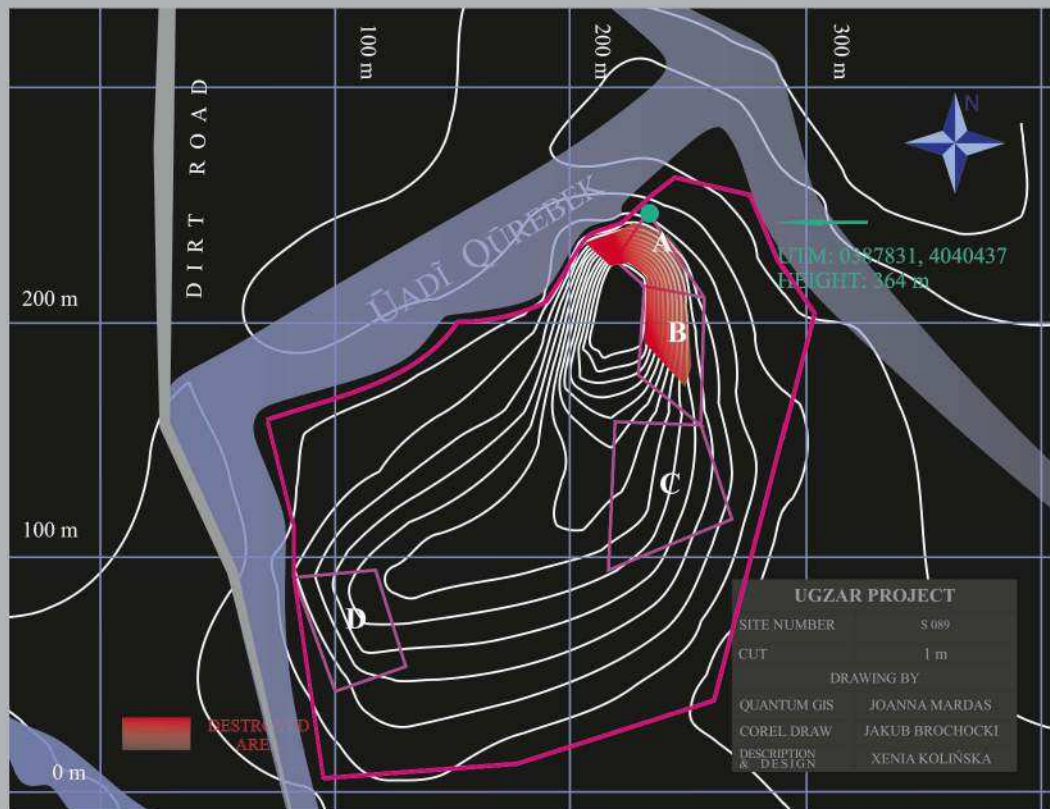 100 m
200 m
300 m
N
DIRT ROAD
ŪADĪ QŪREBEK
A
UTM: 0387831, 4040437
HEIGHT: 364 m
200 m
B
C
100 m
D
UGZAR PROJECT
SITE NUMBER S 089
CUT 1 m
DRAWING BY
QUANTUM GIS JOANNA MARDAS
COREL DRAW JAKUB BROCHOCKI
DESCRIPTION & DESIGN XENIA KOLIŃSKA
DESTROYED
AREA
0 m